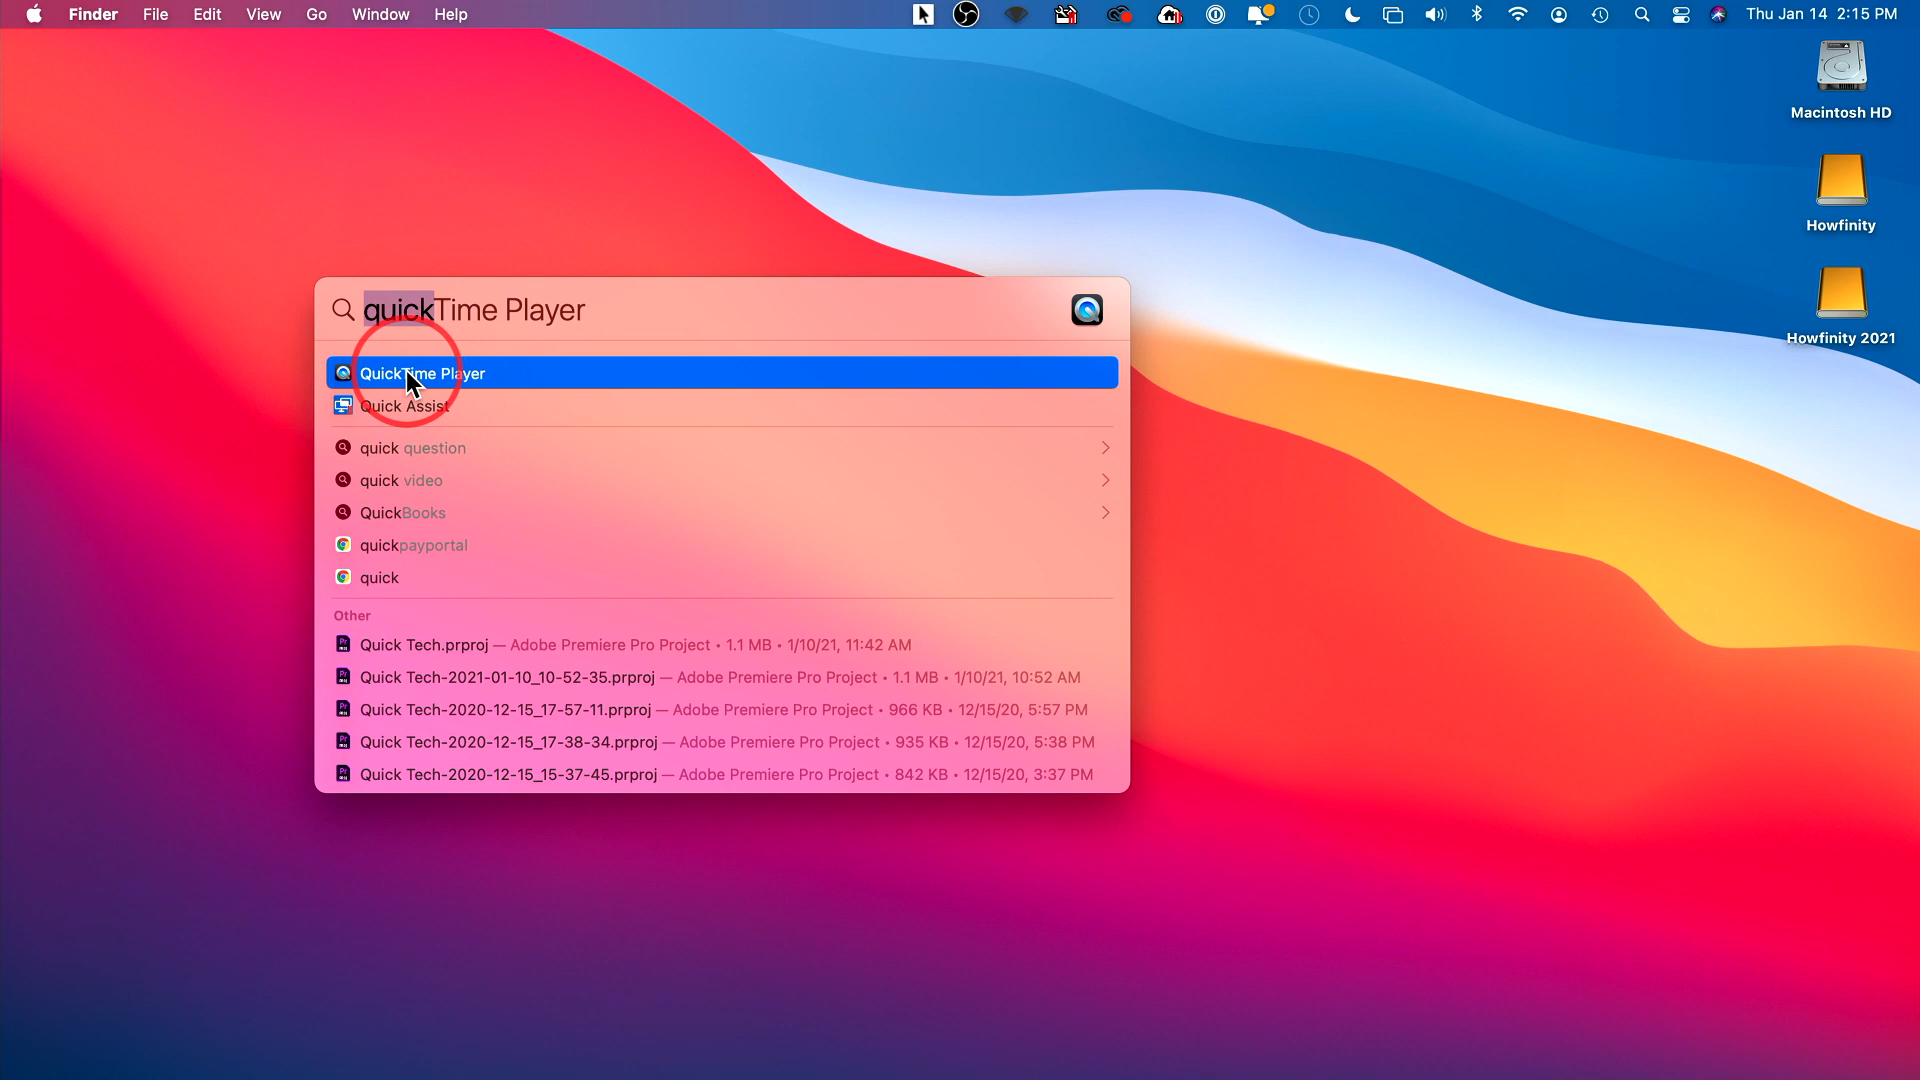 Finder File Edit View Go Window Help Thu Jan 14 2:15 PM
Macintosh HD
Howfinity
Howfinity 2021
quickTime Player
QuickTime Player
Quick Assist
quick question
quick video
QuickBooks
quickpayportal
quick
Other
Quick Tech.prproj — Adobe Premiere Pro Project • 1.1 MB • 1/10/21, 11:42 AM
Quick Tech-2021-01-10_10-52-35.prproj — Adobe Premiere Pro Project • 1.1 MB • 1/10/21, 10:52 AM
Quick Tech-2020-12-15_17-57-11.prproj — Adobe Premiere Pro Project • 966 KB • 12/15/20, 5:57 PM
Quick Tech-2020-12-15_17-38-34.prproj — Adobe Premiere Pro Project • 935 KB • 12/15/20, 5:38 PM
Quick Tech-2020-12-15_15-37-45.prproj — Adobe Premiere Pro Project • 842 KB • 12/15/20, 3:37 PM